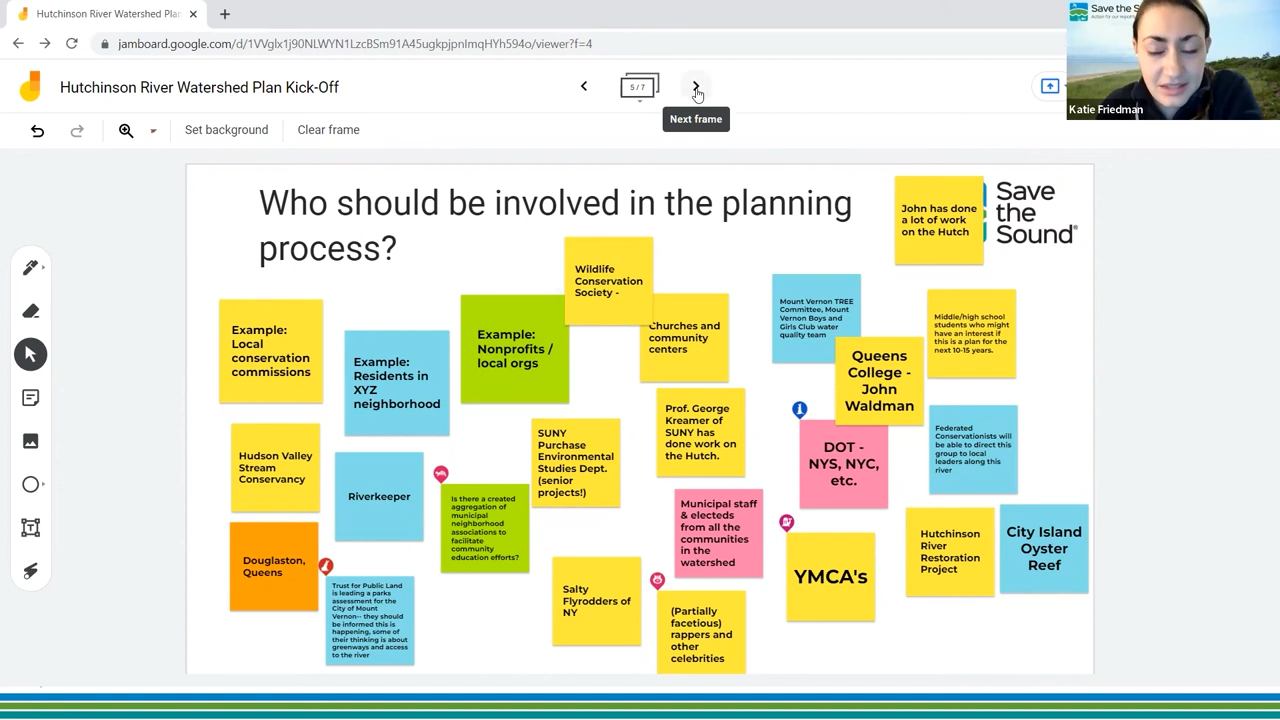 Hutchinson River Watershed Plan
jamboard.google.com/d/1VVglx1j90NLWYN1LzcBSm91A45ugkpjpnImqHYh594o/viewer?f=4
Save the S
Katie Friedman
Hutchinson River Watershed Plan Kick-Off
5 / 7
Next frame
Set background
Clear frame
Who should be involved in the planning
process?
Save
the
Sound®
John has done
a lot of work
on the Hutch
Wildlife
Conservation
Society -
Example:
Local
conservation
commissions
Example:
Residents in
XYZ
neighborhood
Example:
Nonprofits /
local orgs
Churches and
community
centers
Mount Vernon TREE
Committee, Mount
Vernon Boys and
Girls Club water
quality team
Queens
College -
John
Waldman
Middle/high school
students who might
have an interest if
this is a plan for the
next 10-15 years.
Hudson Valley
Stream
Conservancy
Riverkeeper
Is there a created
aggregation of
municipal
neighborhood
associations to
facilitate
community
education efforts?
SUNY
Purchase
Environmental
Studies Dept.
(senior
projects!)
Prof. George
Kreamer of
SUNY has
done work on
the Hutch.
DOT -
NYS, NYC,
etc.
Federated
Conservationists will
be able to direct this
group to local
leaders along this
river
Municipal staff
& electeds
from all the
communities
in the
watershed
Douglaston,
Queens
Trust for Public Land
is leading a parks
assessment for the
City of Mount
Vernon-- they should
be informed this is
happening, some of
their thinking is about
greenways and access
to the river
Salty
Flyrodders of
NY
(Partially
facetious)
rappers and
other
celebrities
YMCA's
Hutchinson
River
Restoration
Project
City Island
Oyster
Reef